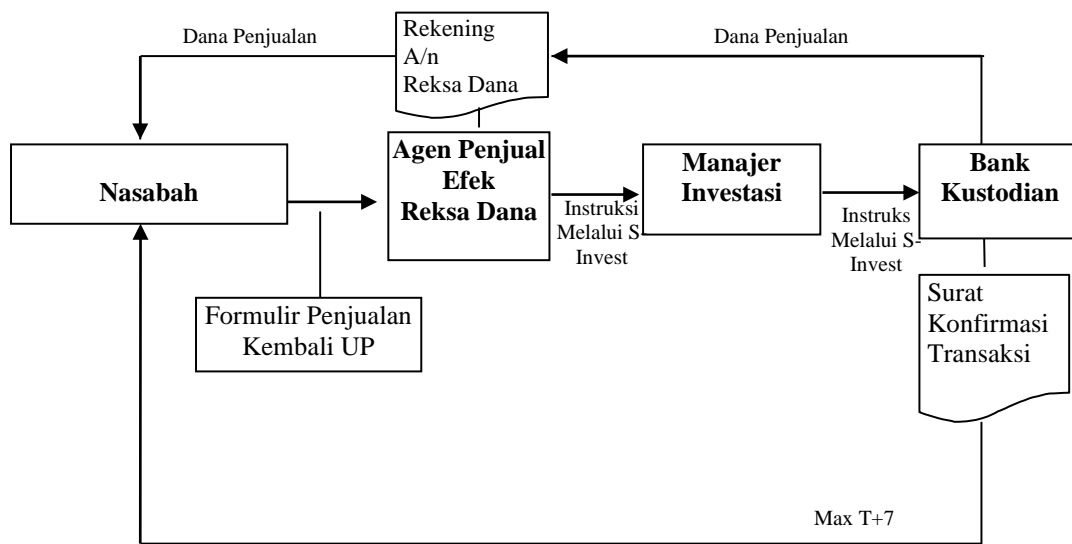 Dana Penjualan
Rekening
A/n
Reksa Dana
Dana Penjualan
Nasabah
Agen Penjual
Efek
Reksa Dana
Manajer
Investasi
Bank
Kustodian
Instruksi
Melalui S-
Invest
Instruks
Melalui S-
Invest
Formulir Penjualan
Kembali UP
Surat
Konfirmasi
Transaksi
Max T+7